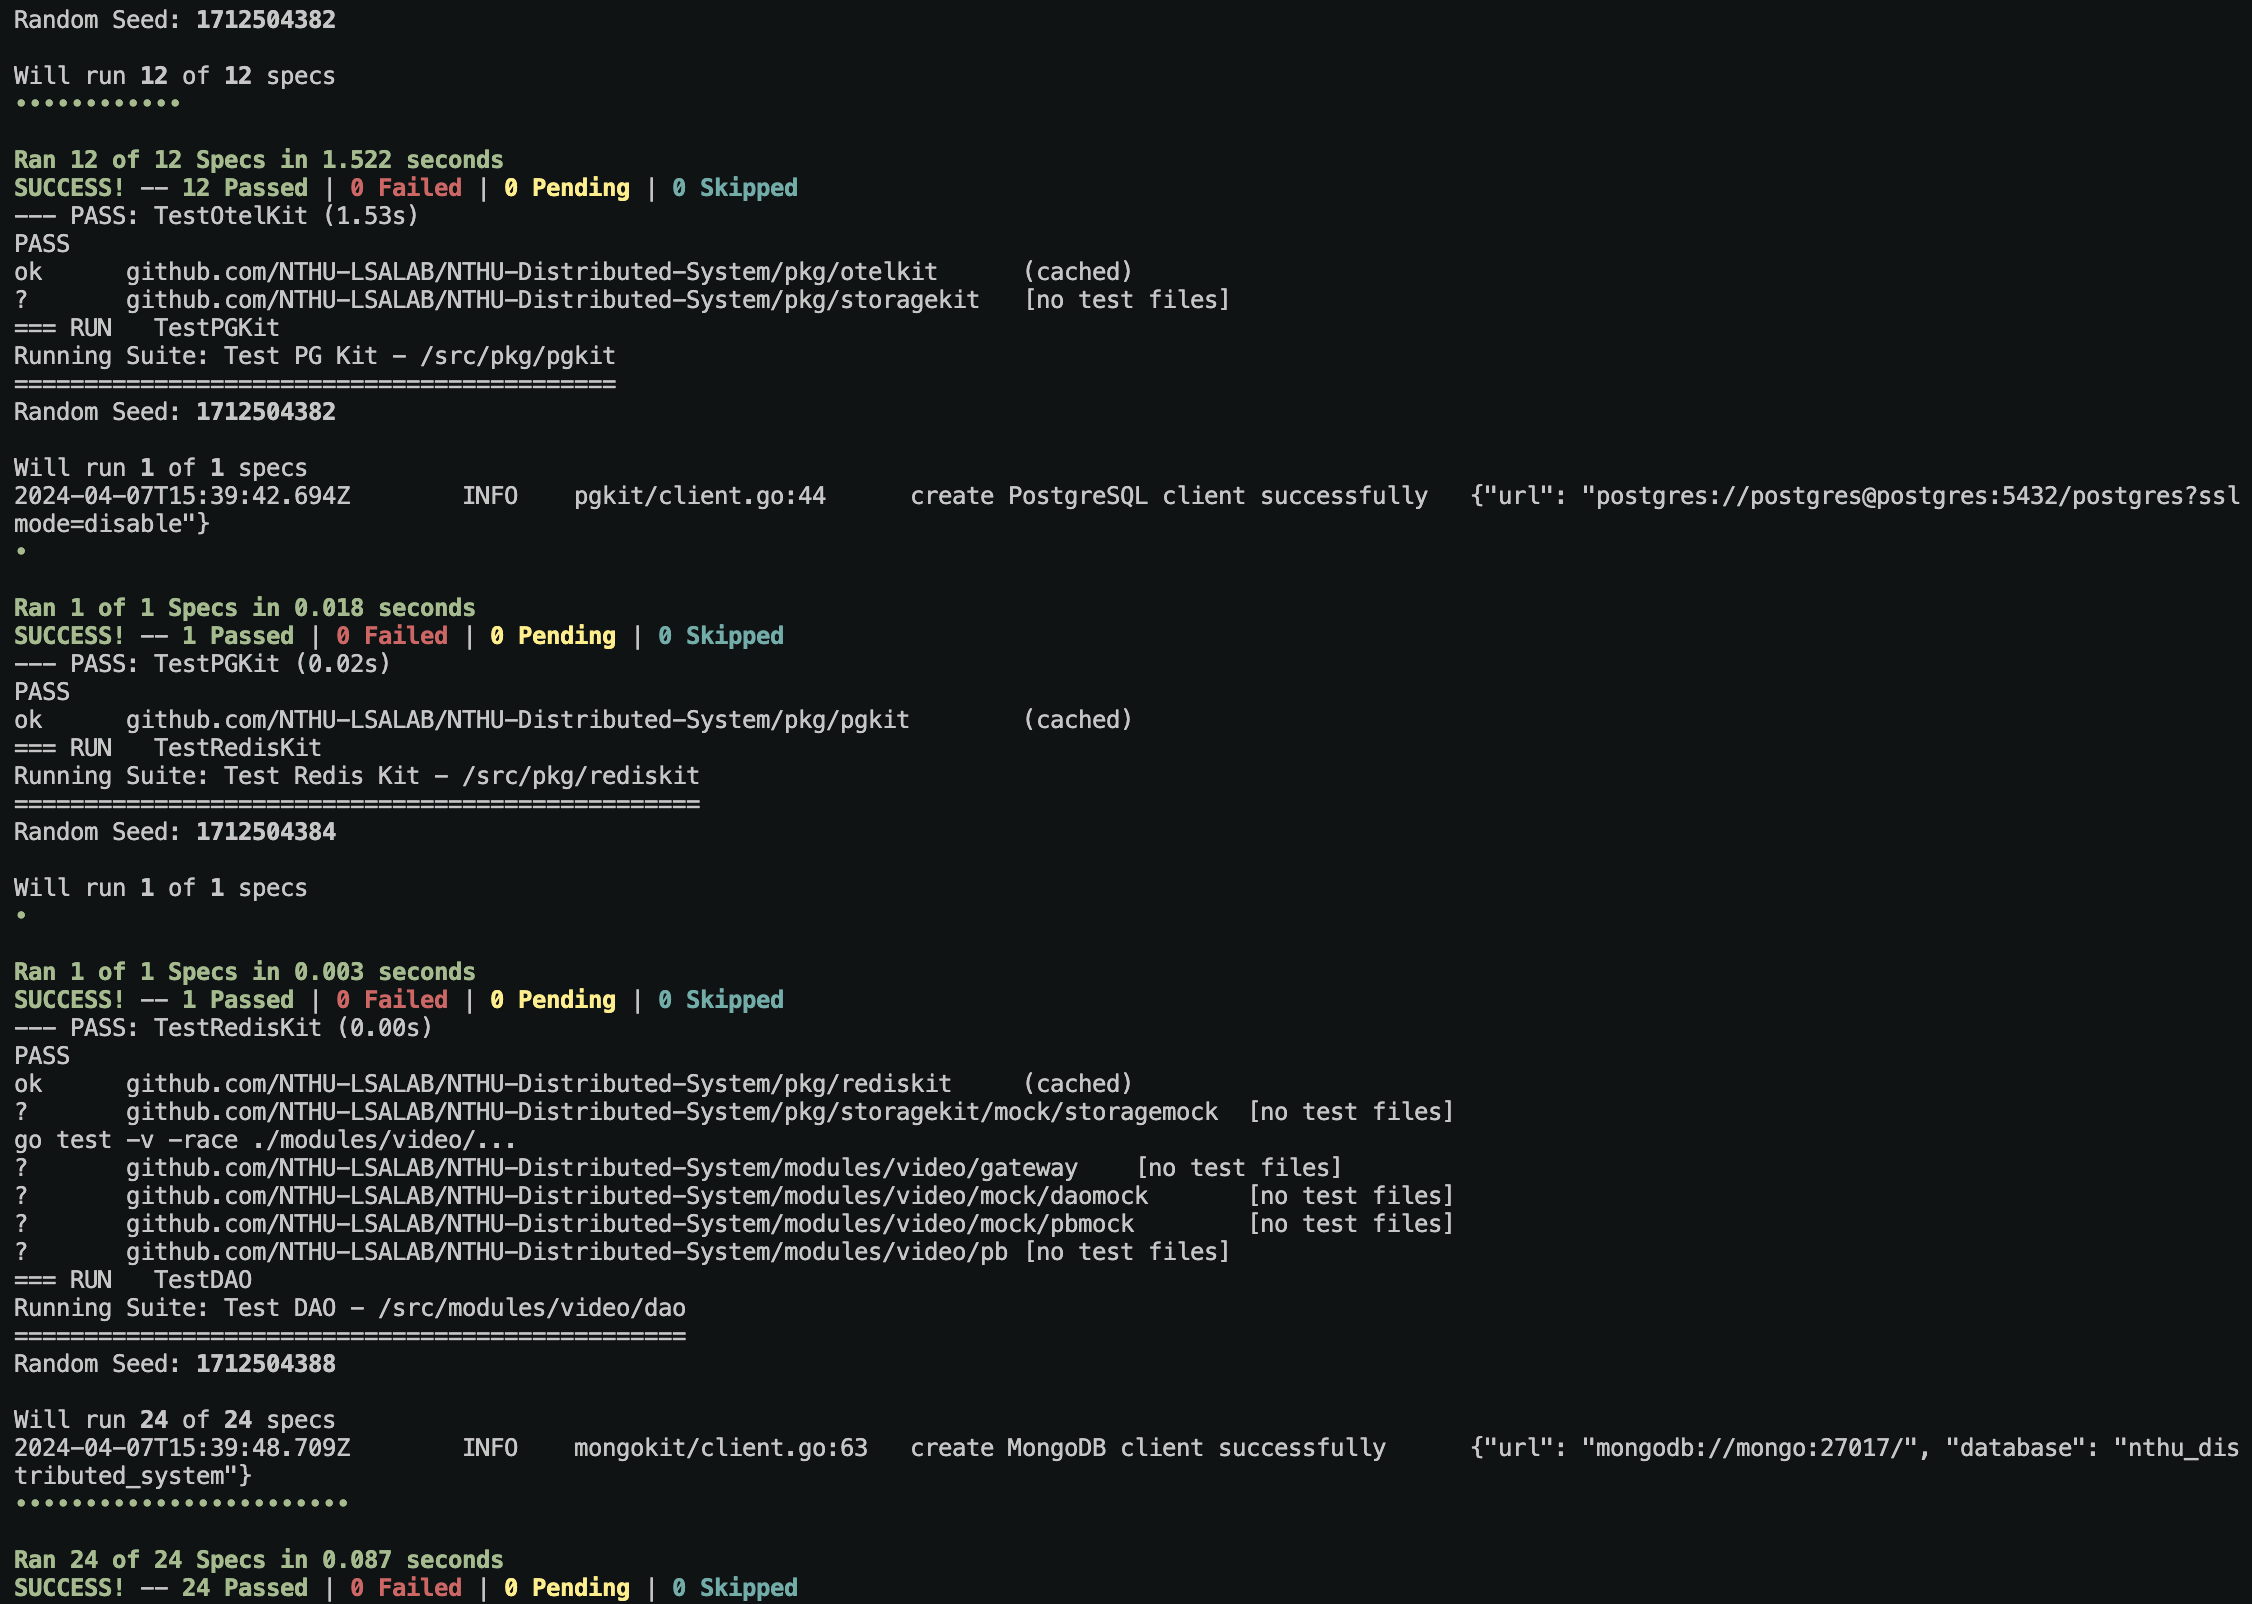 Random Seed: 1712504382
Will run 12 of 12 specs
••••••••••••
Ran 12 of 12 Specs in 1.522 seconds
SUCCESS! -- 12 Passed | 0 Failed | 0 Pending | 0 Skipped
--- PASS: TestOtelKit (1.53s)
PASS
ok      github.com/NTHU-LSALAB/NTHU-Distributed-System/pkg/otelkit      (cached)
?       github.com/NTHU-LSALAB/NTHU-Distributed-System/pkg/storagekit   [no test files]
=== RUN   TestPGKit
Running Suite: Test PG Kit - /src/pkg/pgkit
===========================================
Random Seed: 1712504382
Will run 1 of 1 specs
2024-04-07T15:39:42.694Z        INFO    pgkit/client.go:44      create PostgreSQL client successfully   {"url": "postgres://postgres@postgres:5432/postgres?ssl
mode=disable"}
•
Ran 1 of 1 Specs in 0.018 seconds
SUCCESS! -- 1 Passed | 0 Failed | 0 Pending | 0 Skipped
--- PASS: TestPGKit (0.02s)
PASS
ok      github.com/NTHU-LSALAB/NTHU-Distributed-System/pkg/pgkit        (cached)
=== RUN   TestRedisKit
Running Suite: Test Redis Kit - /src/pkg/rediskit
=================================================
Random Seed: 1712504384
Will run 1 of 1 specs
•
Ran 1 of 1 Specs in 0.003 seconds
SUCCESS! -- 1 Passed | 0 Failed | 0 Pending | 0 Skipped
--- PASS: TestRedisKit (0.00s)
PASS
ok      github.com/NTHU-LSALAB/NTHU-Distributed-System/pkg/rediskit     (cached)
?       github.com/NTHU-LSALAB/NTHU-Distributed-System/pkg/storagekit/mock/storagemock  [no test files]
go test -v -race ./modules/video/...
?       github.com/NTHU-LSALAB/NTHU-Distributed-System/modules/video/gateway    [no test files]
?       github.com/NTHU-LSALAB/NTHU-Distributed-System/modules/video/mock/daomock       [no test files]
?       github.com/NTHU-LSALAB/NTHU-Distributed-System/modules/video/mock/pbmock        [no test files]
?       github.com/NTHU-LSALAB/NTHU-Distributed-System/modules/video/pb [no test files]
=== RUN   TestDAO
Running Suite: Test DAO - /src/modules/video/dao
================================================
Random Seed: 1712504388
Will run 24 of 24 specs
2024-04-07T15:39:48.709Z        INFO    mongokit/client.go:63   create MongoDB client successfully      {"url": "mongodb://mongo:27017/", "database": "nthu_dis
tributed_system"}
••••••••••••••••••••••••
Ran 24 of 24 Specs in 0.087 seconds
SUCCESS! -- 24 Passed | 0 Failed | 0 Pending | 0 Skipped